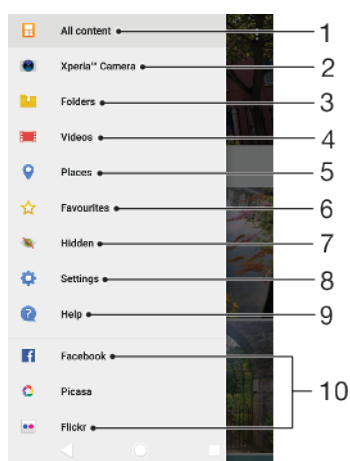 All content 1
Xperia™ Camera 2
Folders 3
Videos 4
Places 5
Favourites 6
Hidden 7
Settings 8
Help 9
Facebook
Picasa 10
Flickr